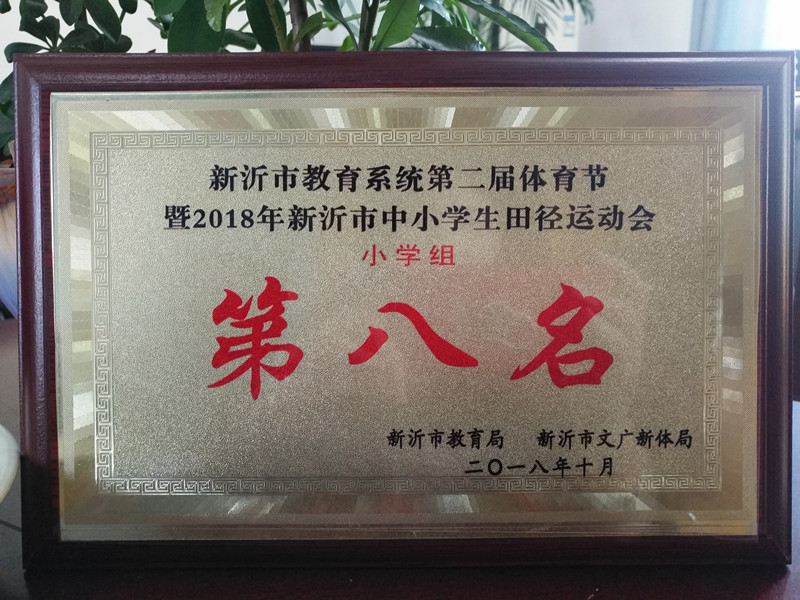 新沂市教育系统第二届体育节
暨2018年新沂市中小学生田径运动会
小学组
第八名
新沂市教育局 新沂市文广新体局
二〇一八年十月